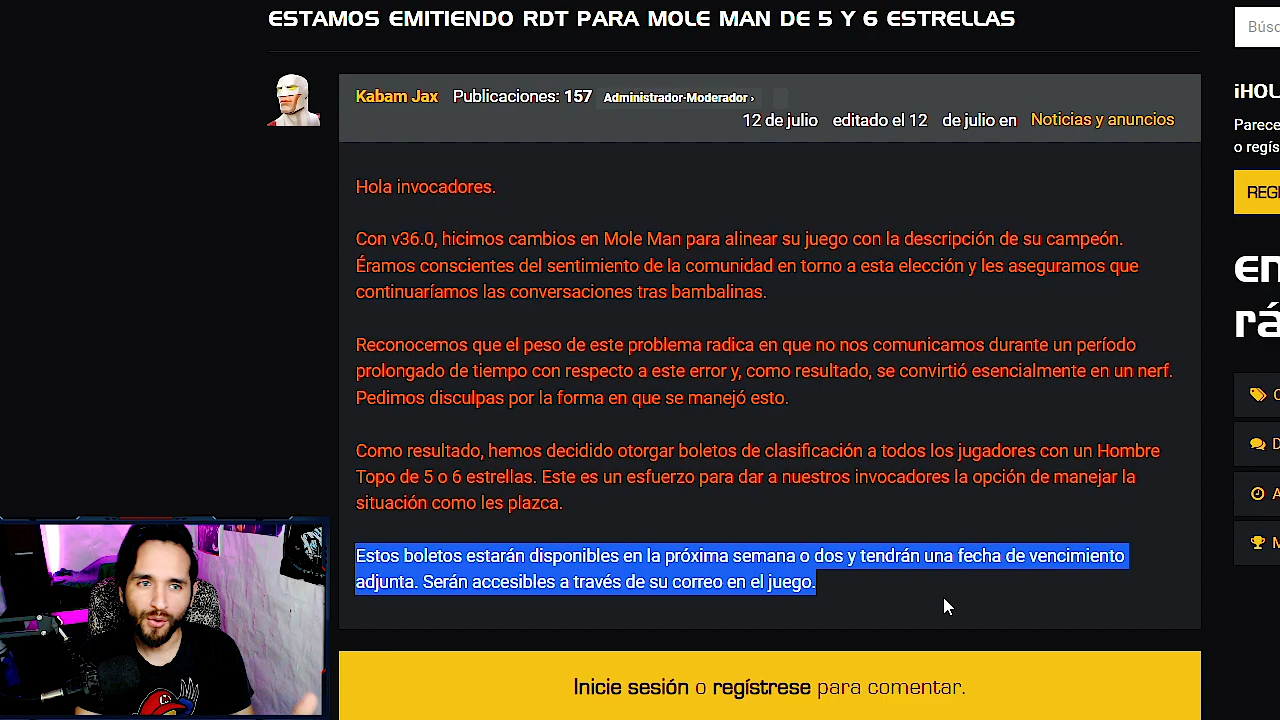 ESTAMOS EMITIENDO RDT PARA MOLE MAN DE 5 Y 6 ESTRELLAS
Kabam Jax Publicaciones: 157 Administrador-Moderador ›
12 de julio editado el 12 de julio en Noticias y anuncios
Hola invocadores.
Con v36.0, hicimos cambios en Mole Man para alinear su juego con la descripción de su campeón.
Éramos conscientes del sentimiento de la comunidad en torno a esta elección y les aseguramos que
continuaríamos las conversaciones tras bambalinas.
Reconocemos que el peso de este problema radica en que no nos comunicamos durante un período
prolongado de tiempo con respecto a este error y, como resultado, se convirtió esencialmente en un nerf.
Pedimos disculpas por la forma en que se manejó esto.
Como resultado, hemos decidido otorgar boletos de clasificación a todos los jugadores con un Hombre
Topo de 5 o 6 estrellas. Este es un esfuerzo para dar a nuestros invocadores la opción de manejar la
situación como les plazca.
Estos boletos estarán disponibles en la próxima semana o dos y tendrán una fecha de vencimiento
adjunta. Serán accesibles a través de su correo en el juego.
Inicie sesión o regístrese para comentar.
Búsc
¡HOL
Parece
o regís
REGI
en
rá